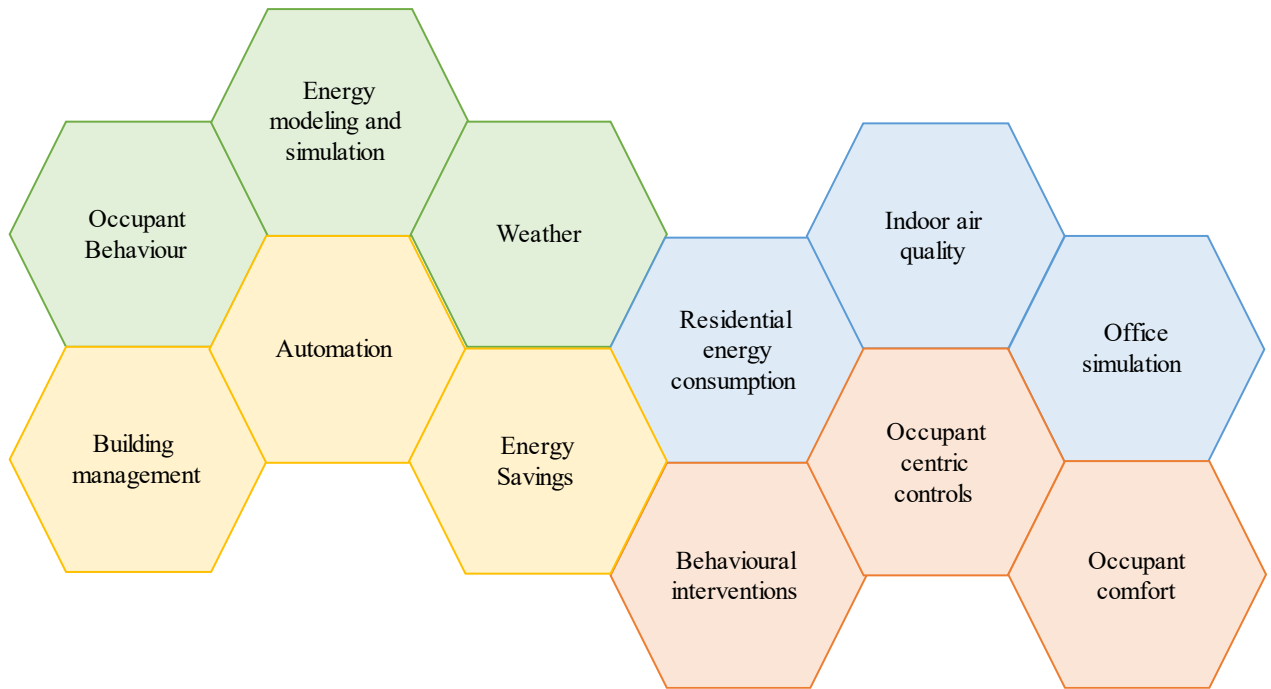 Energy
modeling and
simulation
Occupant
Behaviour
Weather
Automation
Building
management
Energy
Savings
Indoor air
quality
Residential
energy
consumption
Office
simulation
Occupant
centric
controls
Behavioural
interventions
Occupant
comfort